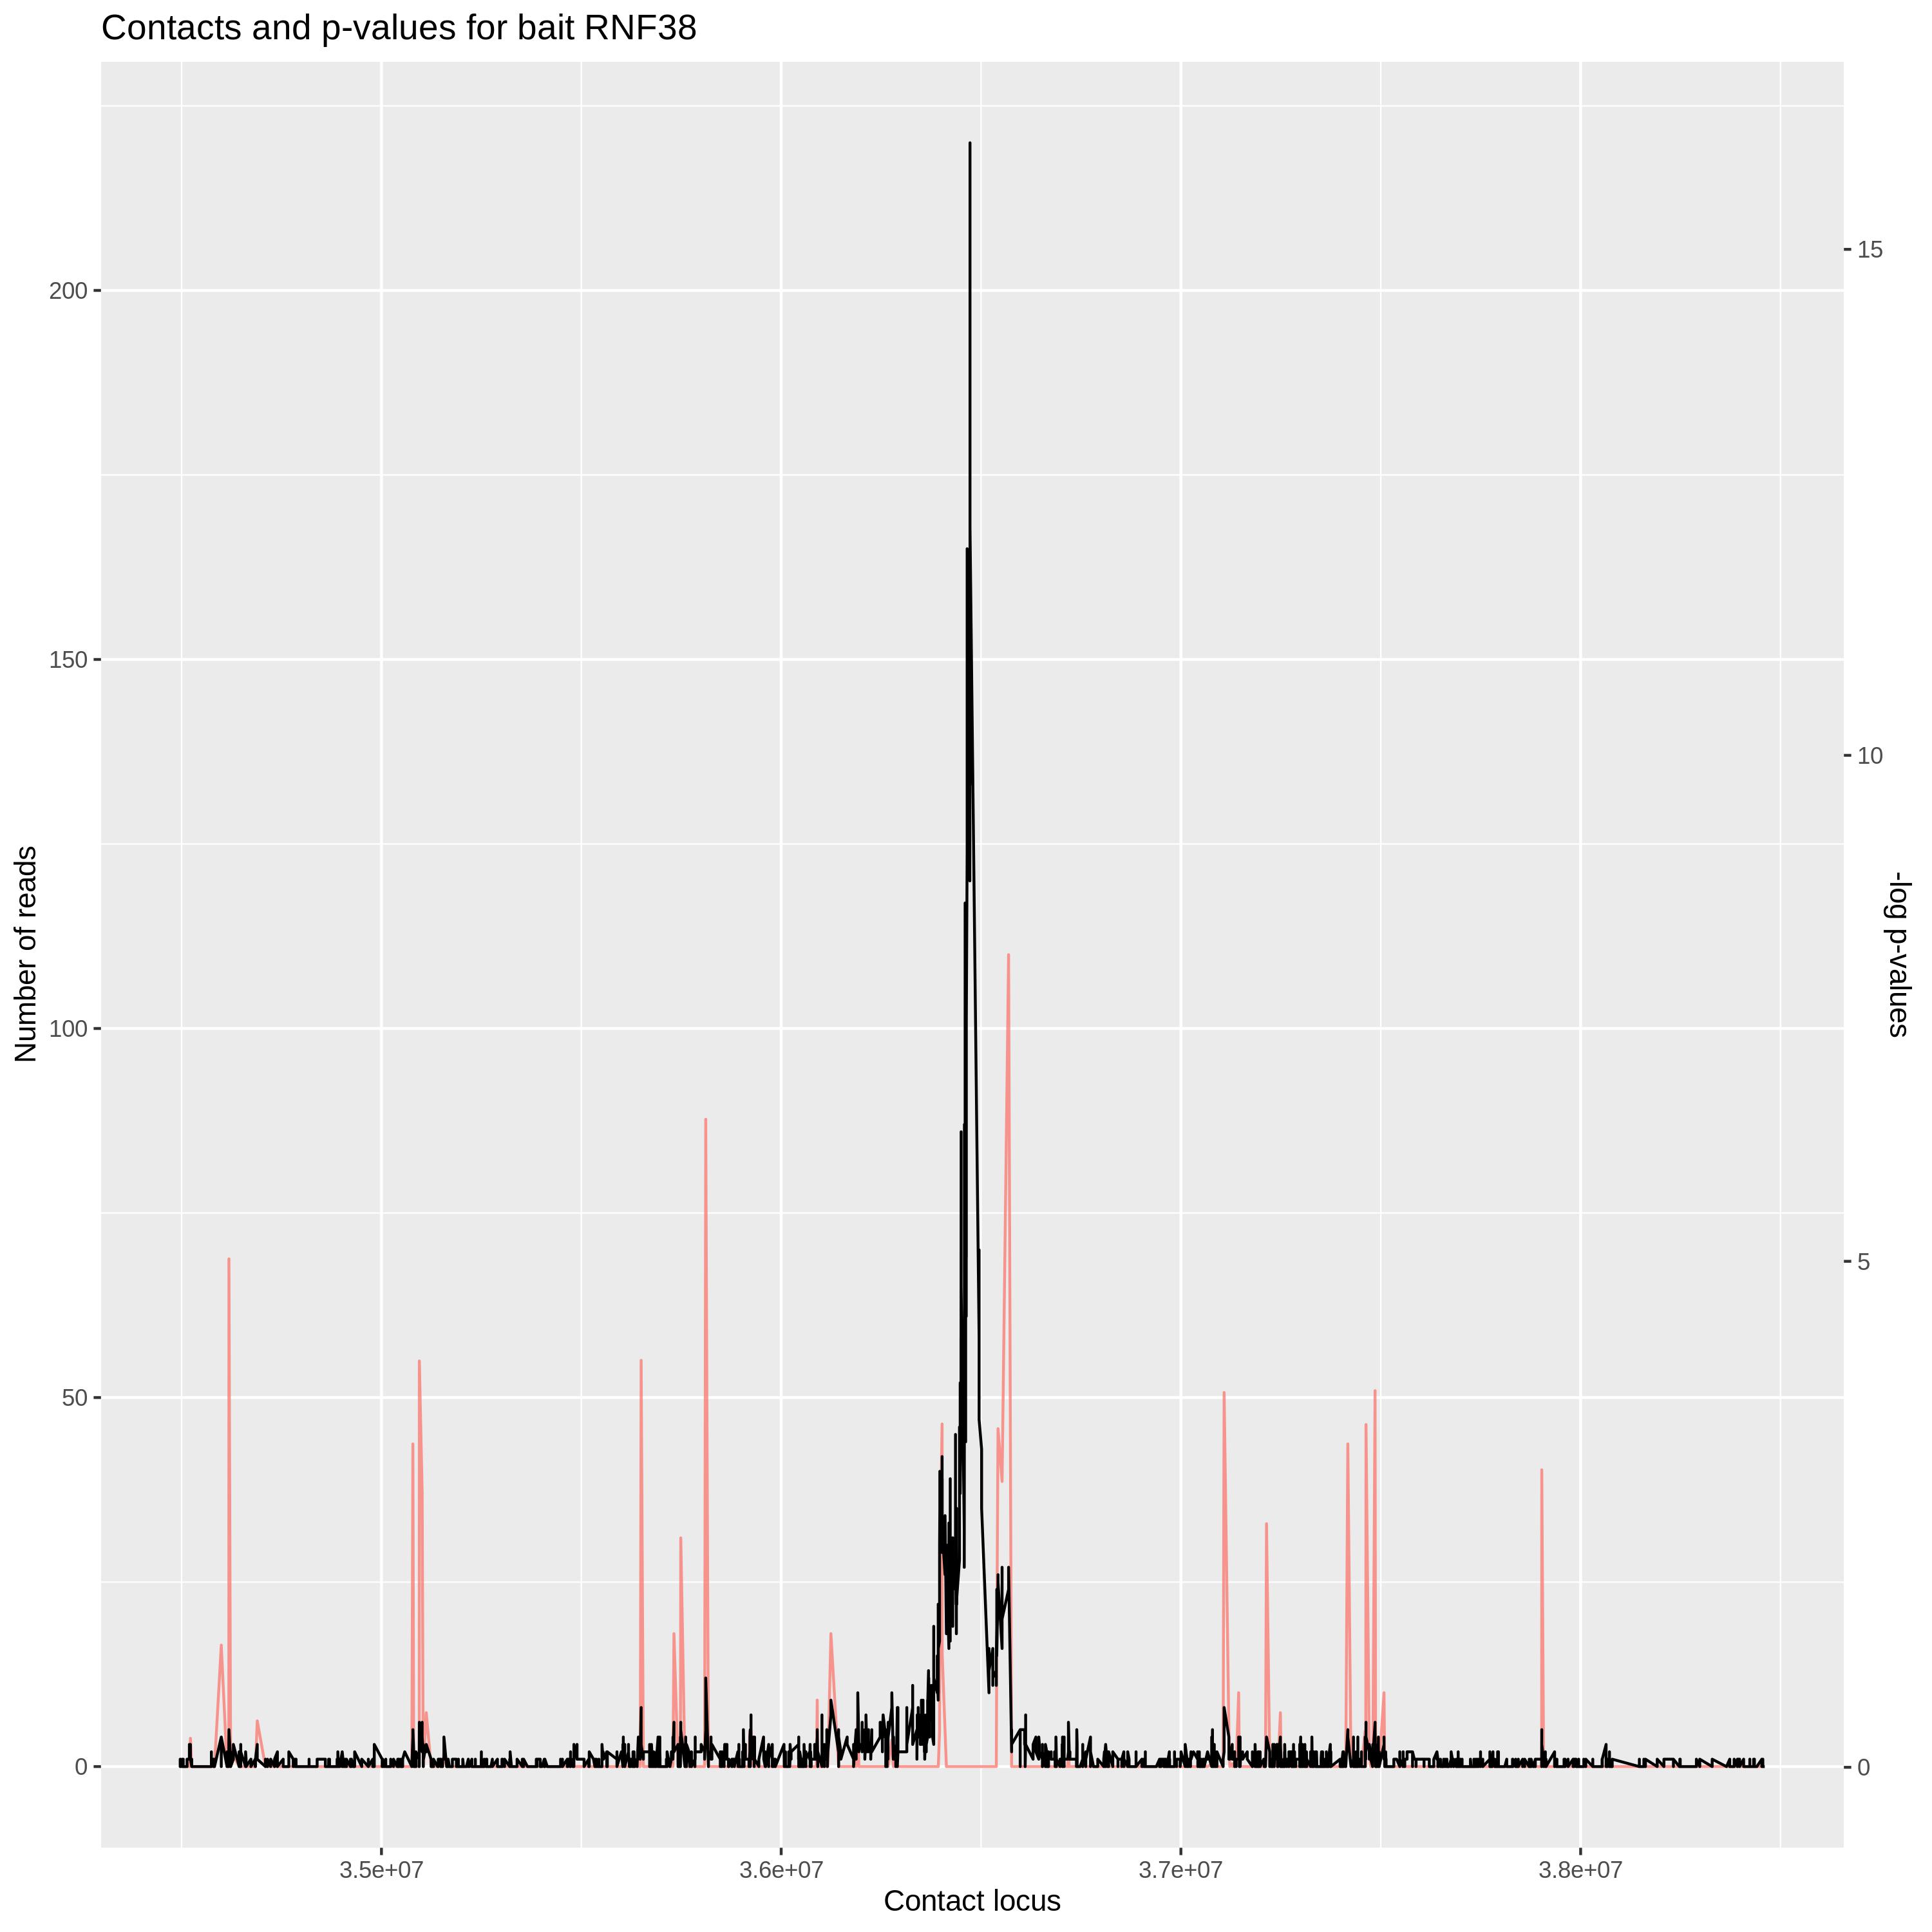 Contacts and p-values for bait RNF38
Number of reads
200
150
100
50
0
15
10
5
0
-log p-values
3.5e+07 3.6e+07 3.7e+07 3.8e+07
Contact locus